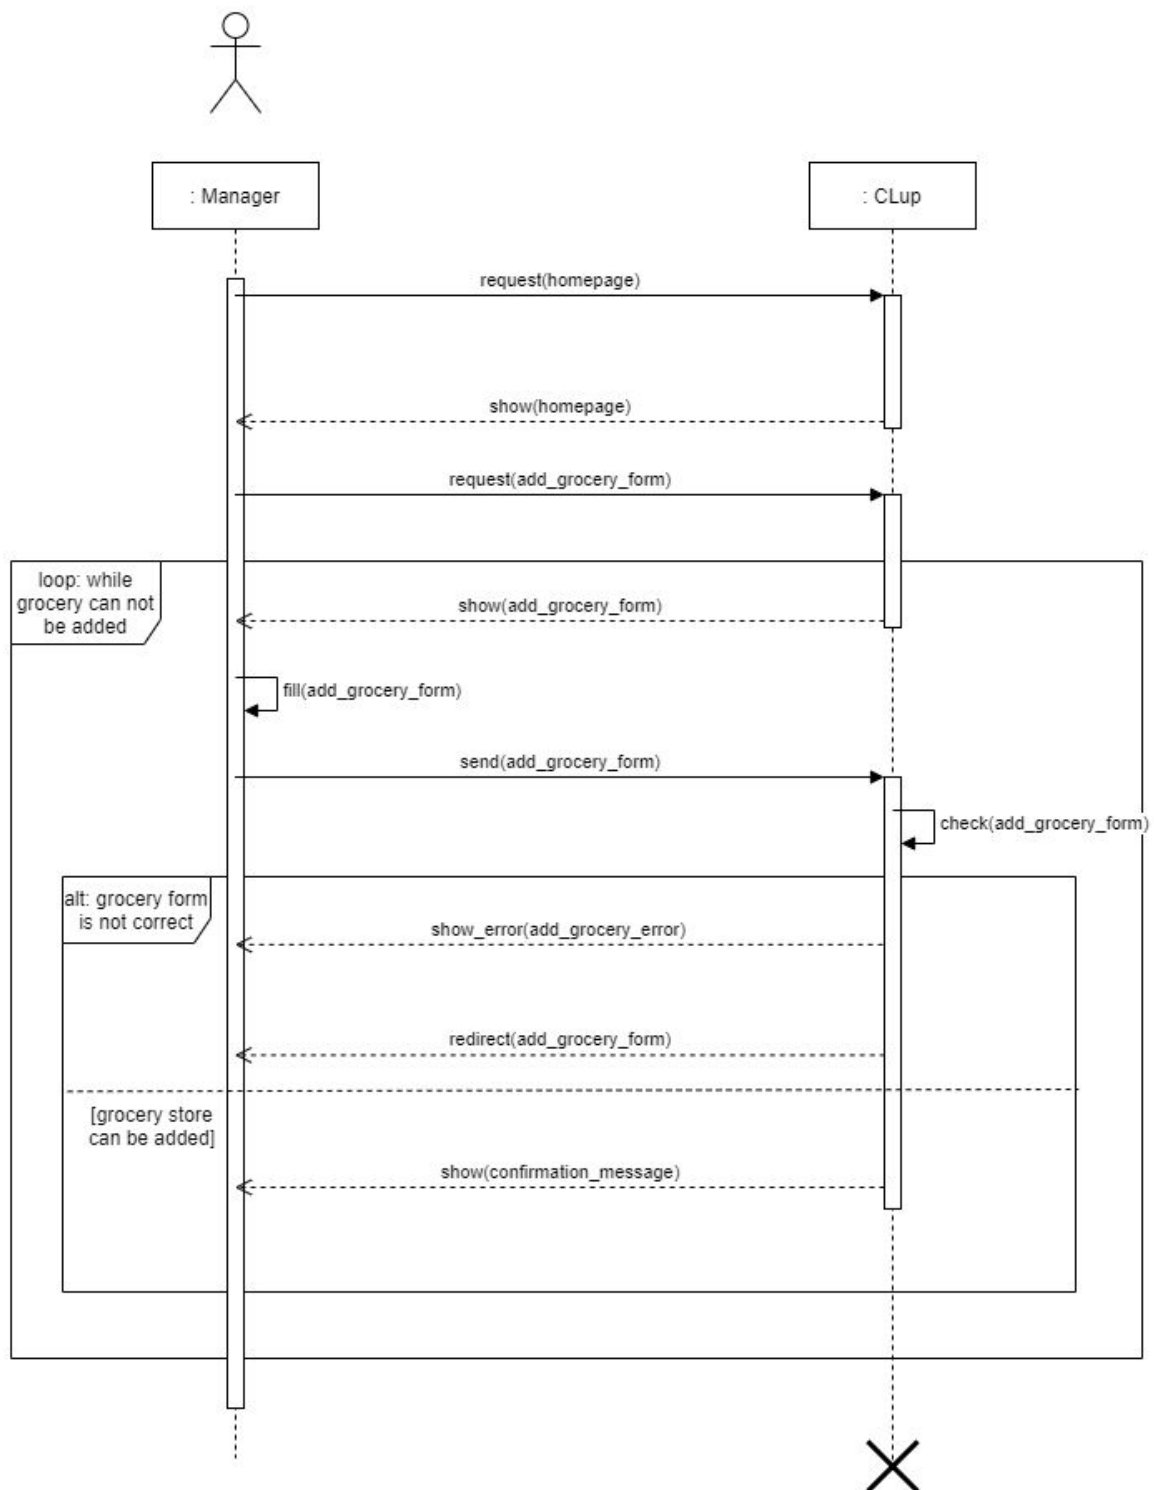 : Manager
: CLup
request(homepage)
show(homepage)
request(add_grocery_form)
loop: while
grocery can not
be added
show(add_grocery_form)
fill(add_grocery_form)
send(add_grocery_form)
check(add_grocery_form)
alt: grocery form
is not correct
show_error(add_grocery_error)
redirect(add_grocery_form)
[grocery store
can be added]
show(confirmation_message)